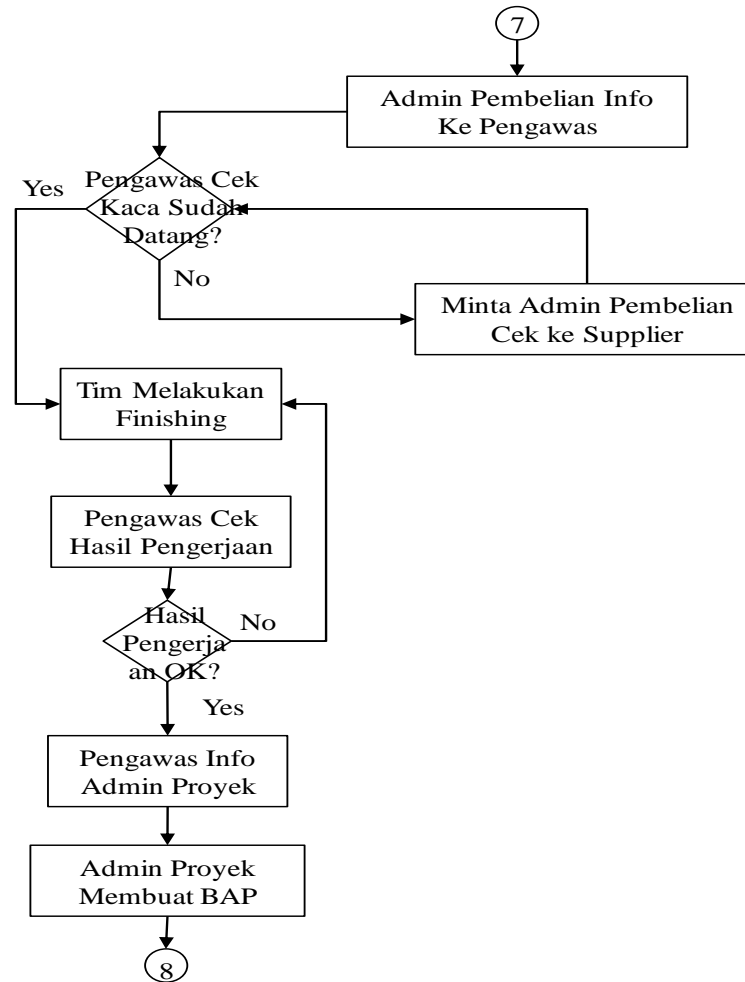 7
Admin Pembelian Info
Ke Pengawas
Pengawas Cek
Kaca Sudah
Datang?
Yes
No
Minta Admin Pembelian
Cek ke Supplier
Tim Melakukan
Finishing
Pengawas Cek
Hasil Pengerjaan
Hasil
Pengerja
an OK?
No
Yes
Pengawas Info
Admin Proyek
Admin Proyek
Membuat BAP
8